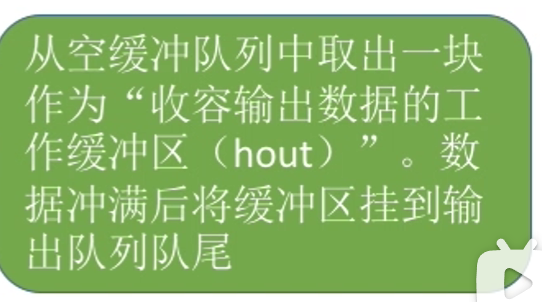 从空缓冲队列中取出一块
作为“收容输出数据的工
作缓冲区（hout）”。数
据冲满后将缓冲区挂到输
出队列队尾